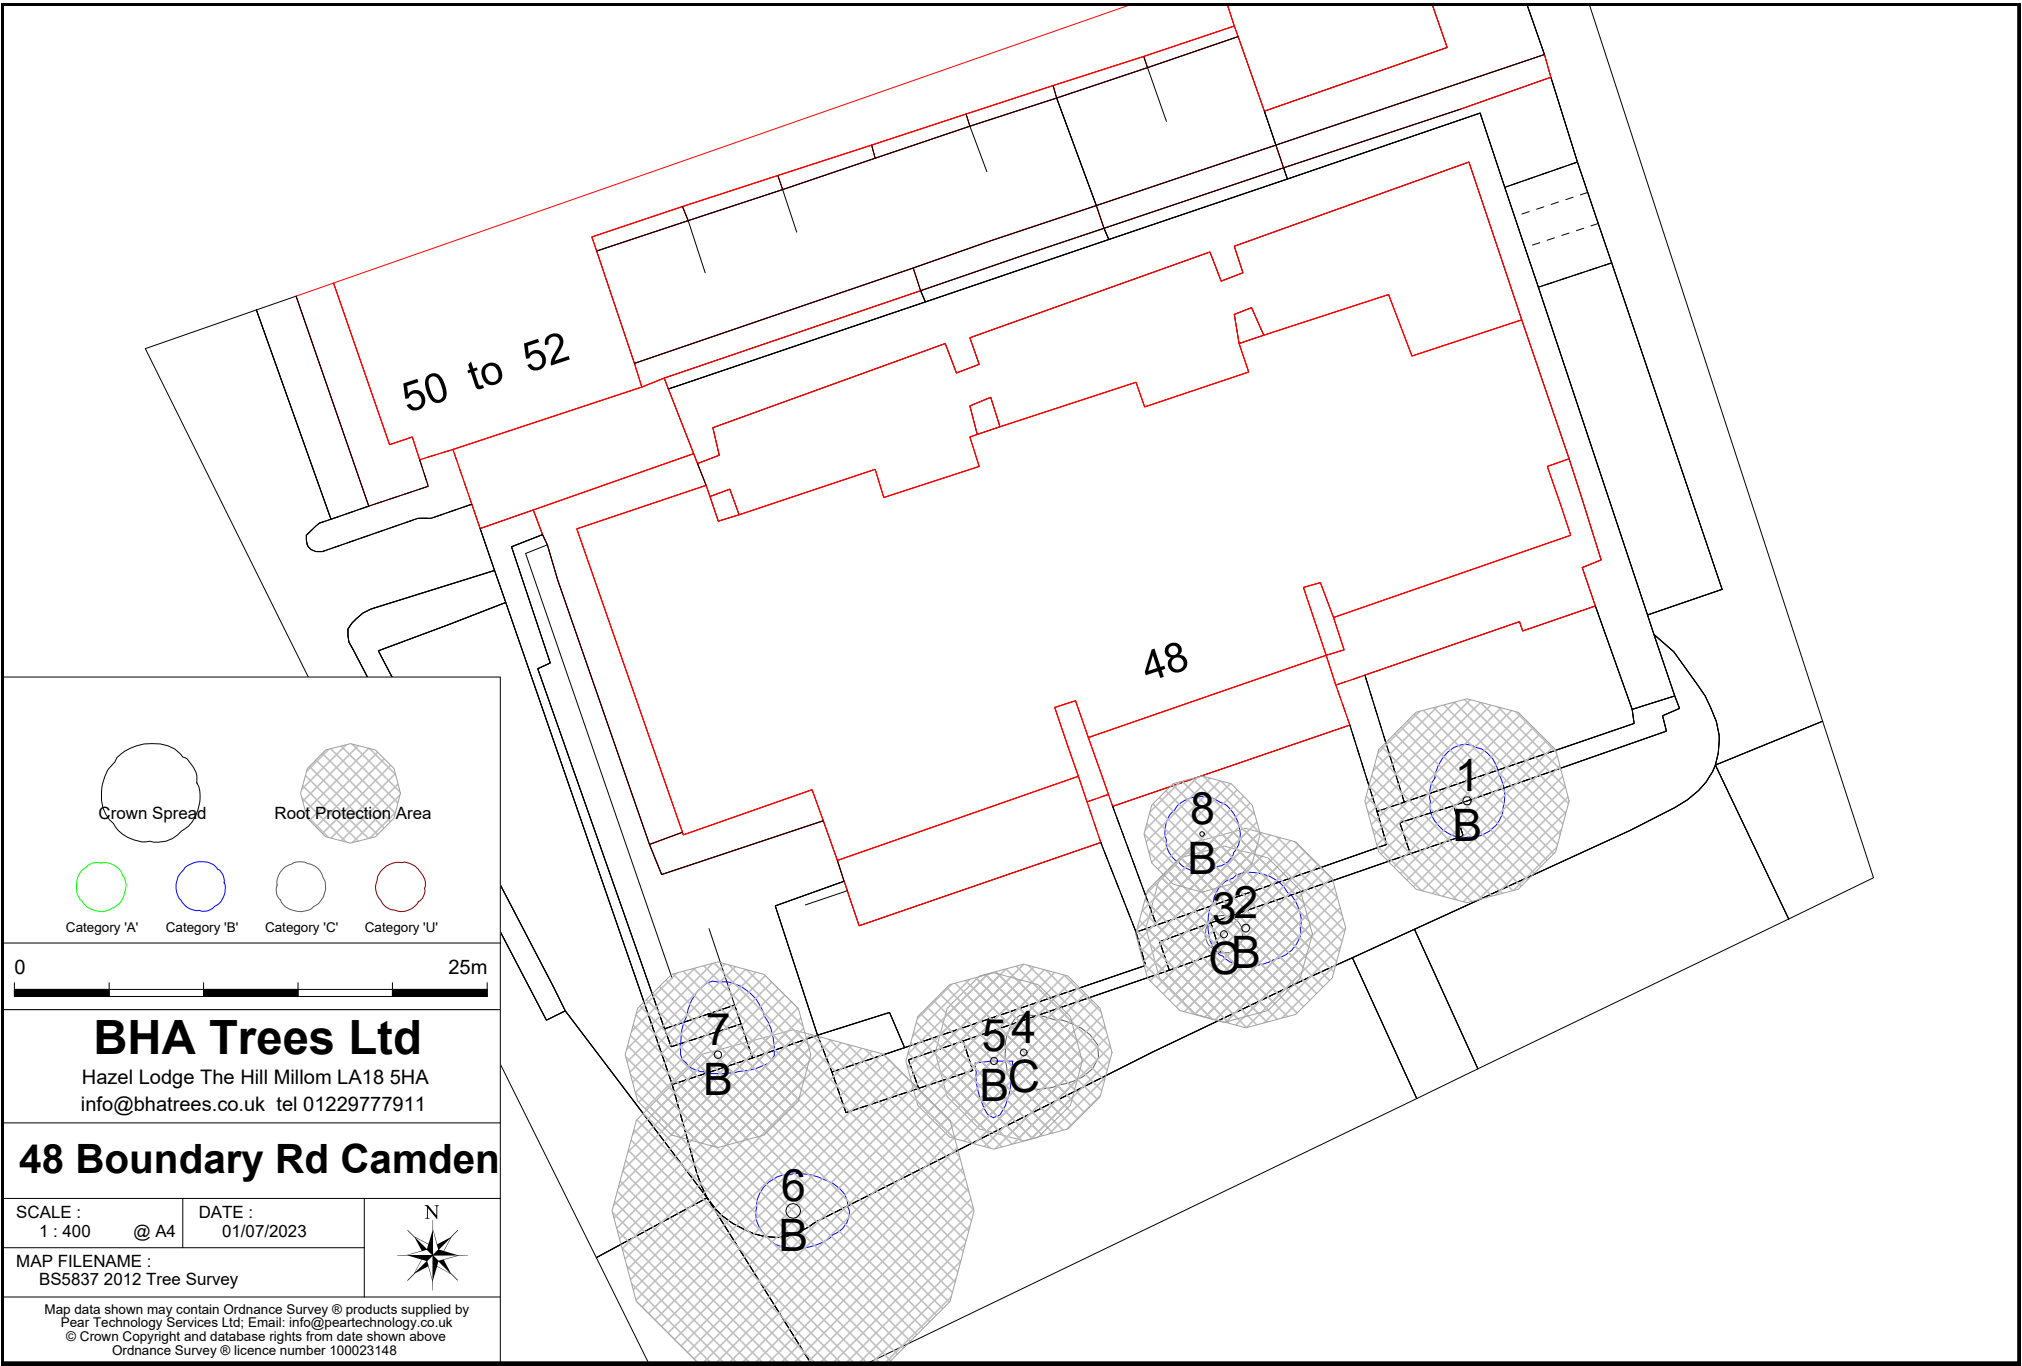 50 to 52
48
1
B
8
B
3 2
C B
7
B
5 4
B C
6
B
Crown Spread
Root Protection Area
Category 'A' Category 'B' Category 'C' Category 'U'
0 25m
BHA Trees Ltd
Hazel Lodge The Hill Millom LA18 5HA
info@bhatrees.co.uk tel 01229777911
48 Boundary Rd Camden
SCALE :
1 : 400 @ A4
DATE :
01/07/2023
N
MAP FILENAME :
BS5837 2012 Tree Survey
Map data shown may contain Ordnance Survey ® products supplied by
Pear Technology Services Ltd; Email: info@peartechnology.co.uk
© Crown Copyright and database rights from date shown above
Ordnance Survey ® licence number 100023148